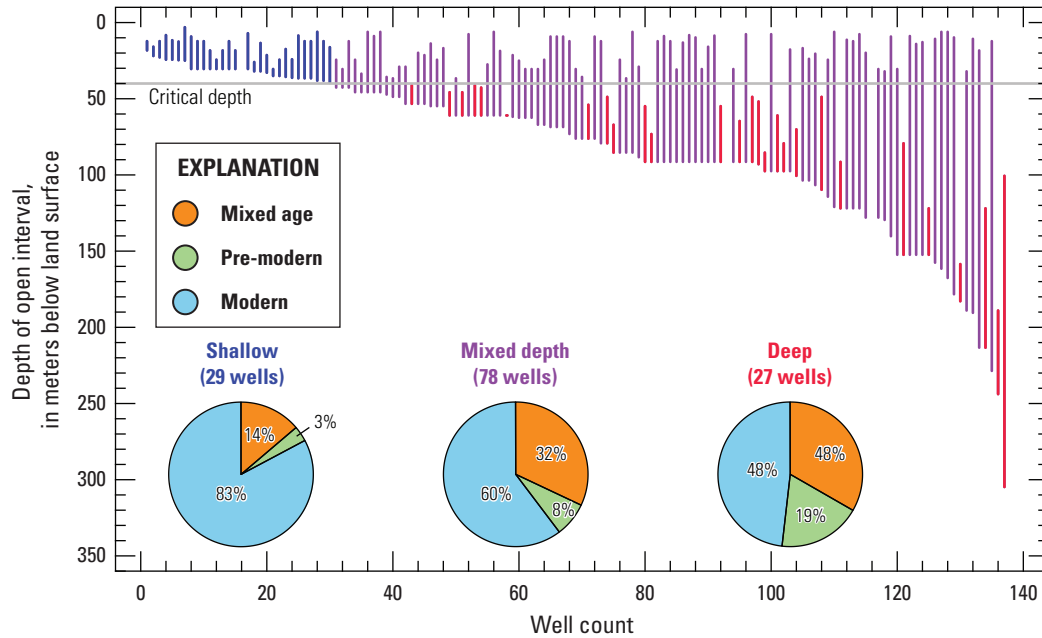 0
50
100
150
200
250
300
350
Depth of open interval,
in meters below land surface
Critical depth
EXPLANATION
Mixed age
Pre-modern
Modern
Shallow
(29 wells)
14%
3%
83%
Mixed depth
(78 wells)
32%
60%
8%
Deep
(27 wells)
48%
48%
19%
0
20
40
60
80
100
120
140
Well count